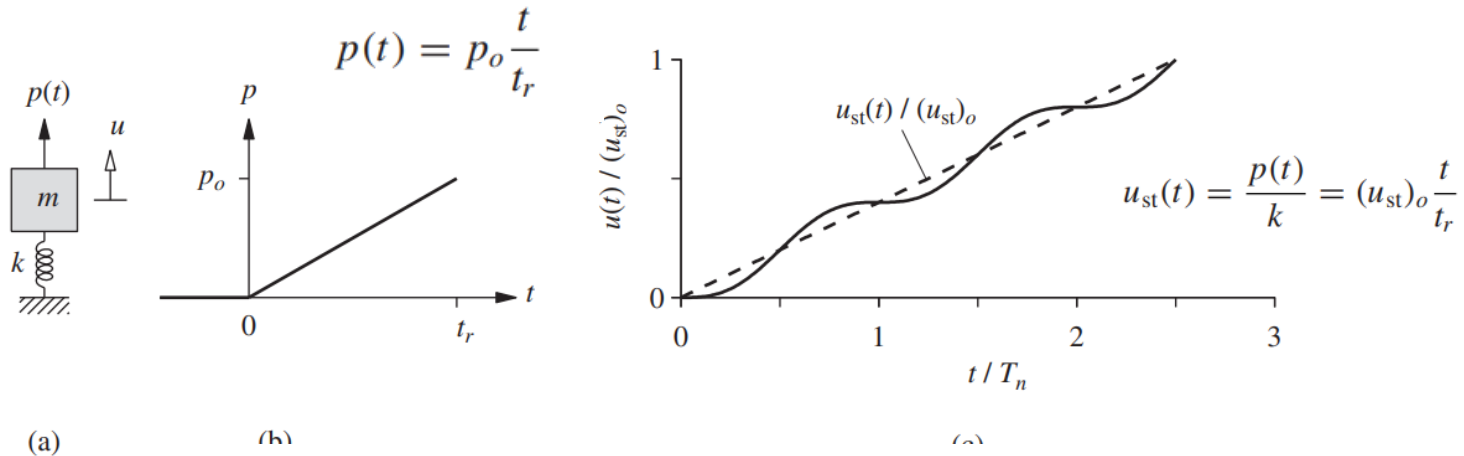 p(t) = p_o t/t_r
p(t)
u
m
k
(a)
p
p_o
0
t_r
t
(b)
1
0
u(t) / (u_st)_o
u_st(t) / (u_st)_o
0 1 2 3
t / T_n
u_st(t) = p(t)/k = (u_st)_o t/t_r